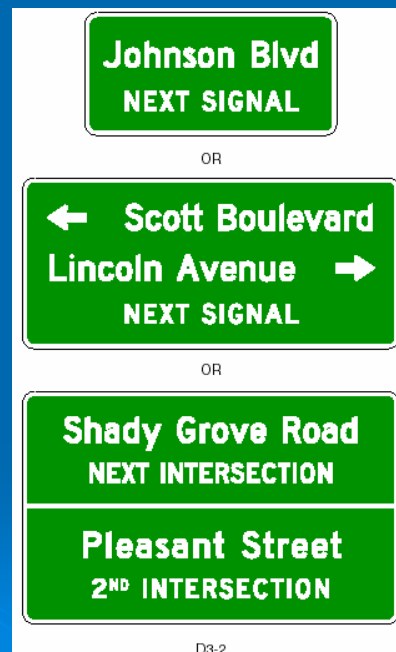 Johnson Blvd
NEXT SIGNAL
OR
← Scott Boulevard
Lincoln Avenue →
NEXT SIGNAL
OR
Shady Grove Road
NEXT INTERSECTION
Pleasant Street
2ND INTERSECTION
D3-2